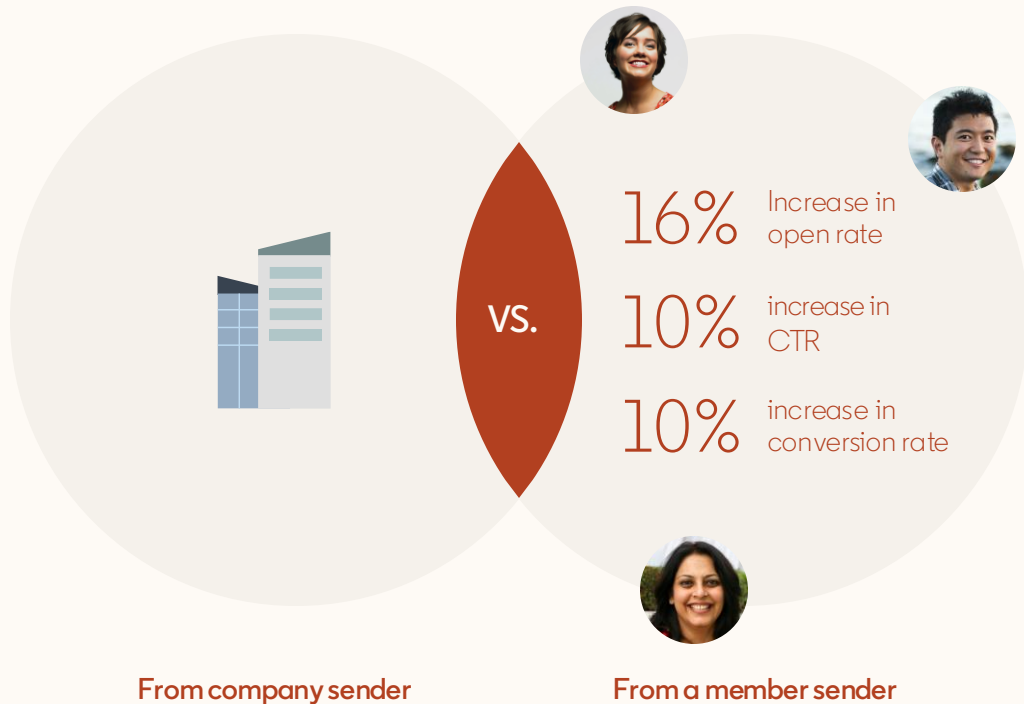 VS.
16% Increase in
open rate
10% increase in
CTR
10% increase in
conversion rate
From company sender
From a member sender